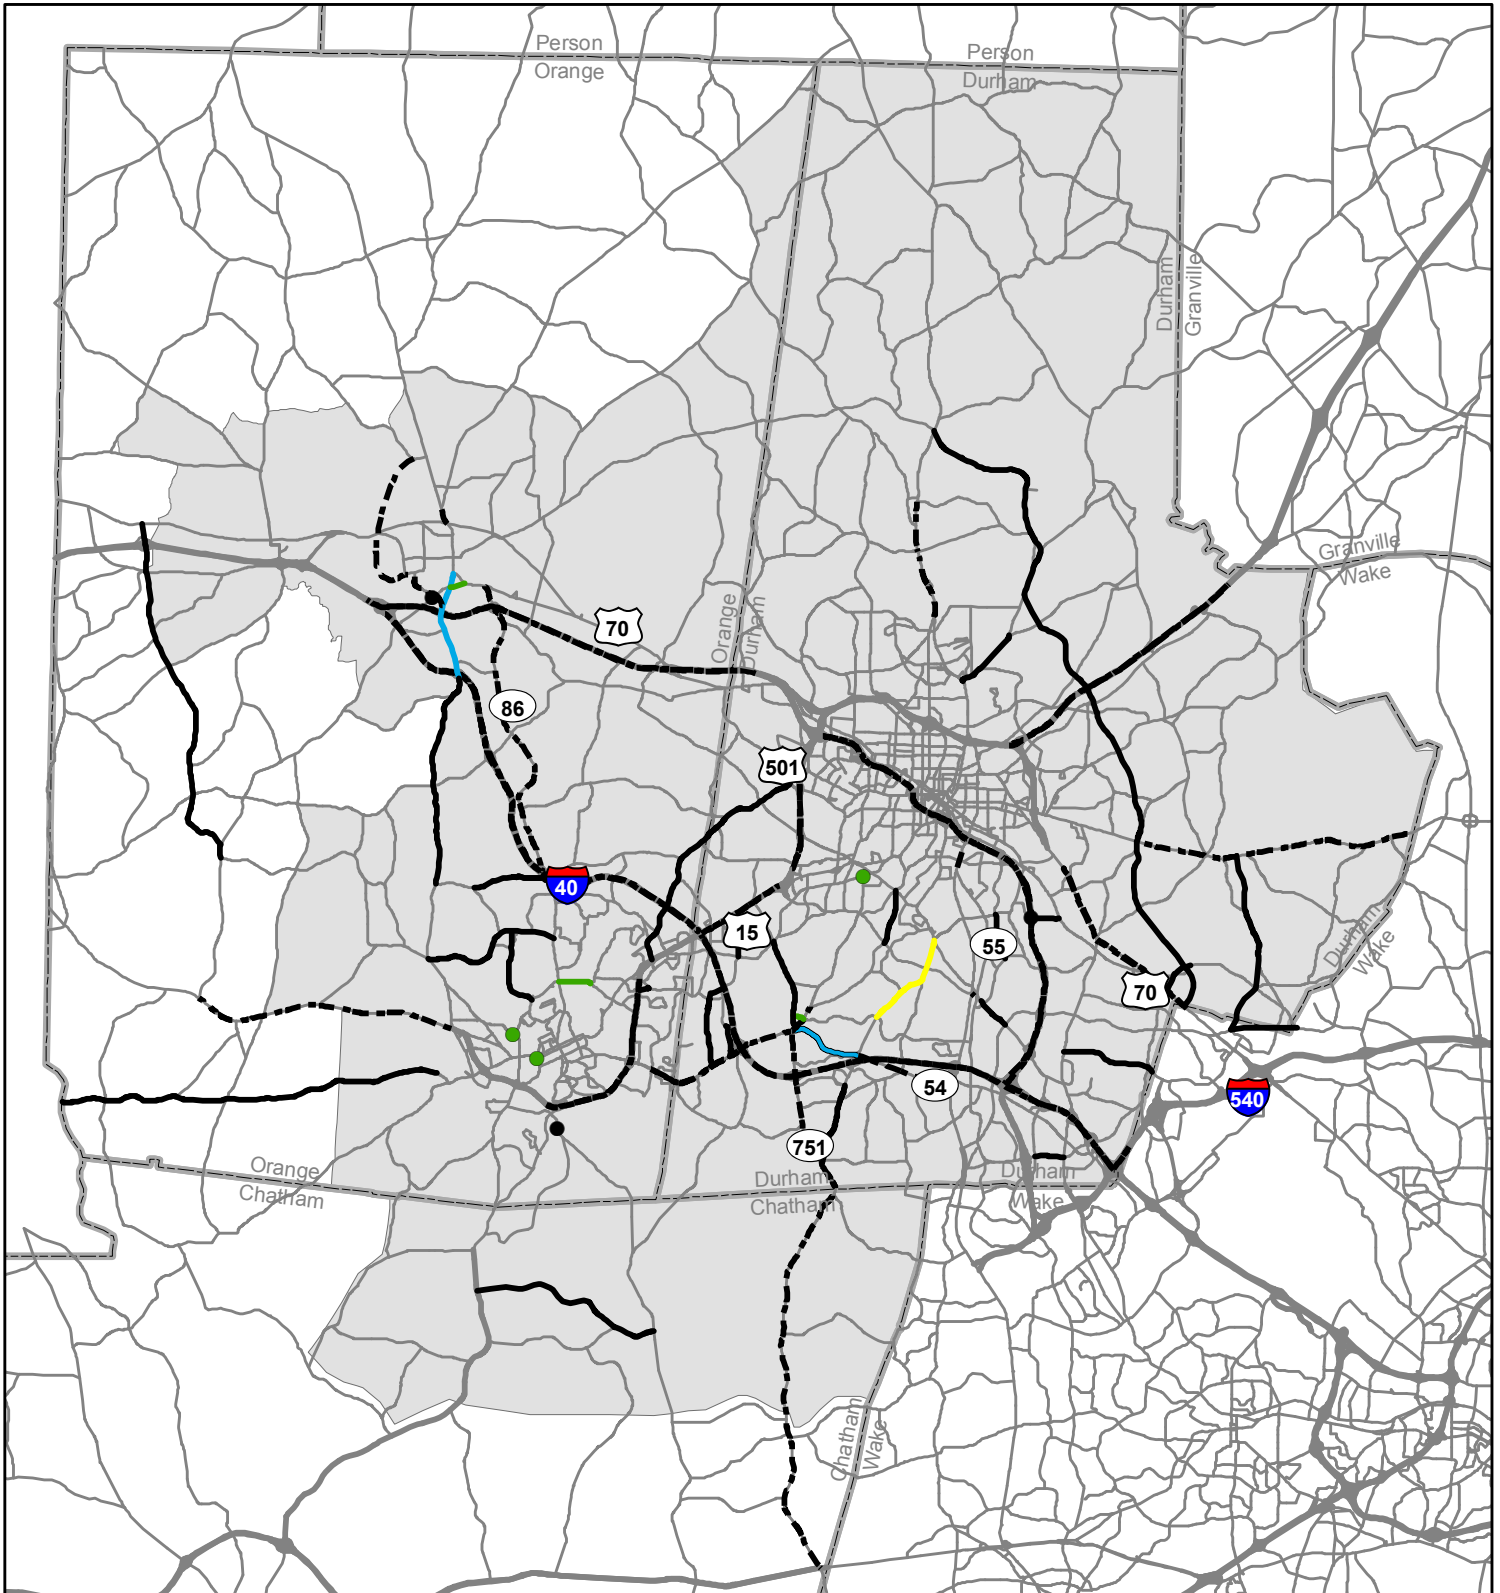 Person
Orange
Person
Durham
Durham
Granville
Granville
Wake
Orange
Durham
70
86
501
40
15
55
70
Durham
Wake
54
540
751
Orange
Chatham
Durham
Chatham
Durham
Wake
Chatham
Wake